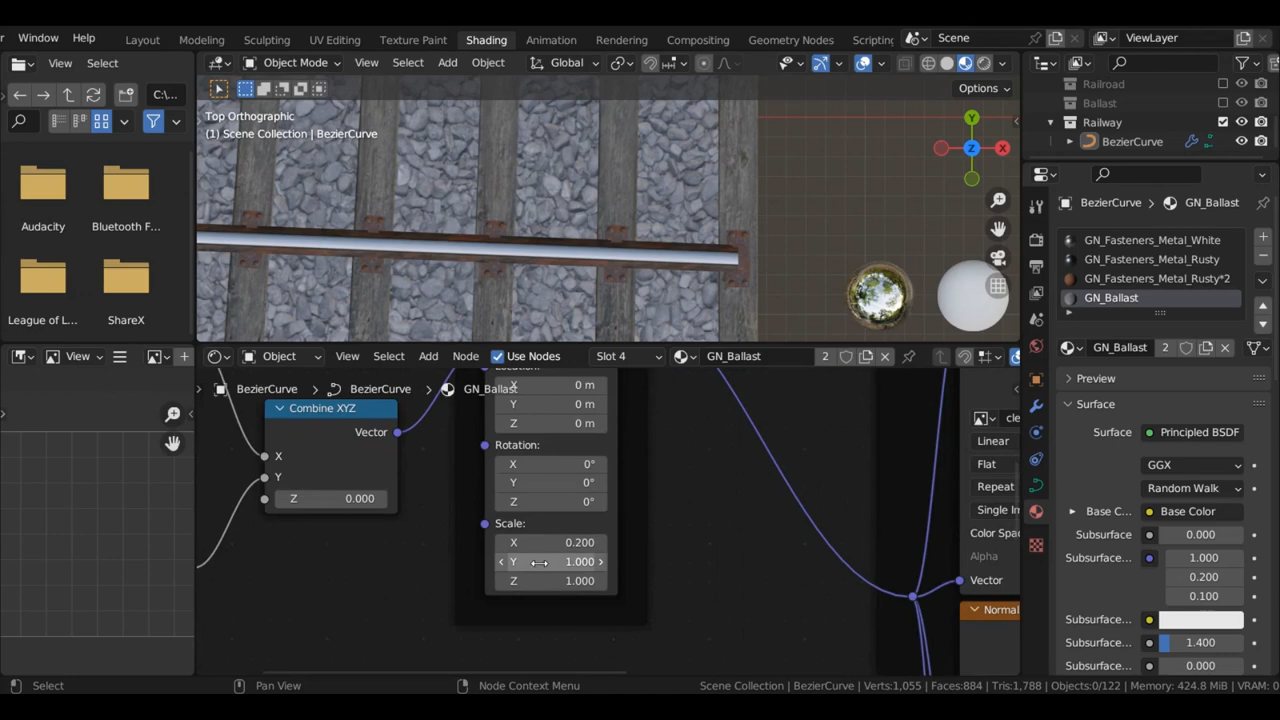 Window Help Layout Modeling Sculpting UV Editing Texture Paint Shading Animation Rendering Compositing Geometry Nodes Scripting Scene ViewLayer
View Select
Object Mode View Select Add Object Global
C:\...
Options
Top Orthographic
(1) Scene Collection | BezierCurve
Y
Z
X
Audacity Bluetooth F...
League of L... ShareX
Railroad
Ballast
Railway
BezierCurve
BezierCurve GN_Ballast
GN_Fasteners_Metal_White
GN_Fasteners_Metal_Rusty
GN_Fasteners_Metal_Rusty*2
GN_Ballast
GN_Ballast 2
View
Object View Select Add Node Use Nodes Slot 4 GN_Ballast 2
BezierCurve BezierCurve GN_Ballast
Combine XYZ
Vector
X
Y
Z 0.000
Location:
X 0 m
Y 0 m
Z 0 m
Rotation:
X 0°
Y 0°
Z 0°
Scale:
X 0.200
Y 1.000
Z 1.000
cle
Linear
Flat
Repeat
Single Im
Color Spac
Alpha
Vector
Normal
Preview
Surface
Surface Principled BSDF
GGX
Random Walk
Base C... Base Color
Subsurface 0.000
Subsurface... 1.000
0.200
0.100
Subsurface...
Subsurface... 1.400
Subsurface... 0.000
Select Pan View Node Context Menu Scene Collection | BezierCurve | Verts:1,055 | Faces:884 | Tris:1,788 | Objects:0/122 | Memory: 424.8 MiB | VRAM: 0